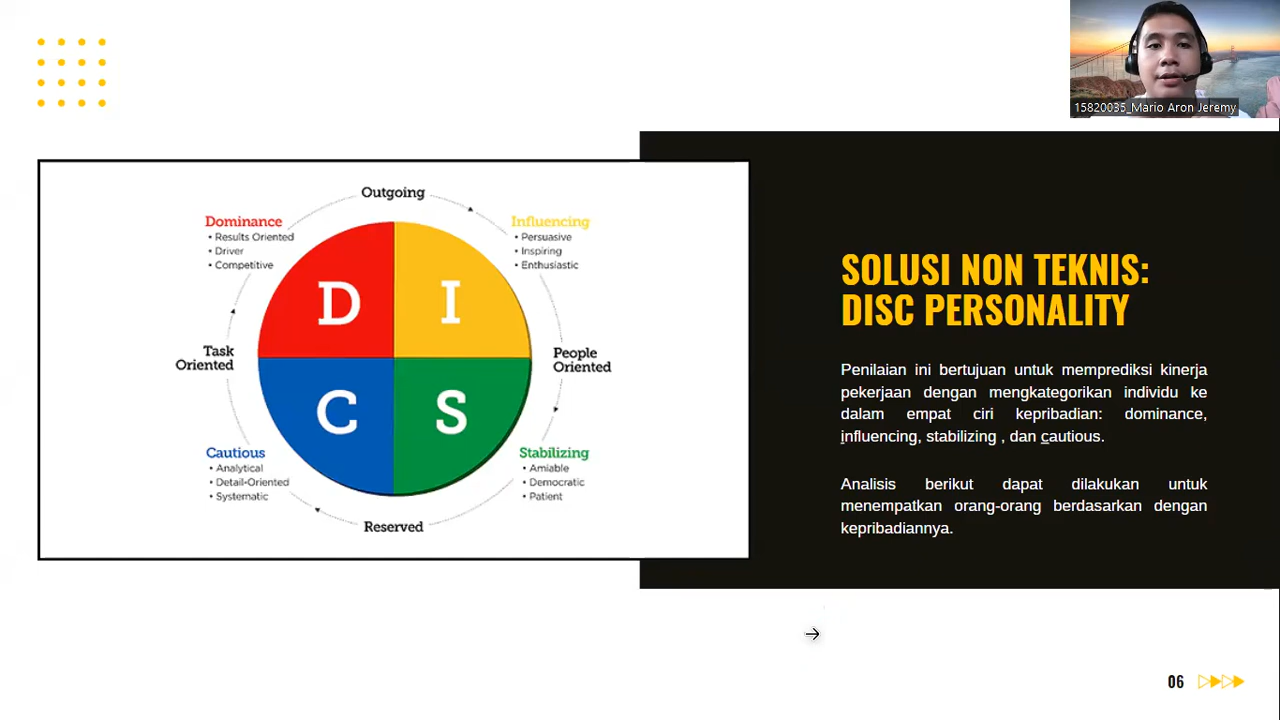 15820035_Mario Aron Jeremy
Outgoing
Dominance
• Results Oriented
• Driver
• Competitive
Influencing
• Persuasive
• Inspiring
• Enthusiastic
D
I
Task
Oriented
People
Oriented
C
S
Cautious
• Analytical
• Detail-Oriented
• Systematic
Stabilizing
• Amiable
• Democratic
• Patient
Reserved
SOLUSI NON TEKNIS:
DISC PERSONALITY
Penilaian ini bertujuan untuk memprediksi kinerja
pekerjaan dengan mengkategorikan individu ke
dalam empat ciri kepribadian: dominance,
influencing, stabilizing , dan cautious.
Analisis berikut dapat dilakukan untuk
menempatkan orang-orang berdasarkan dengan
kepribadiannya.
06